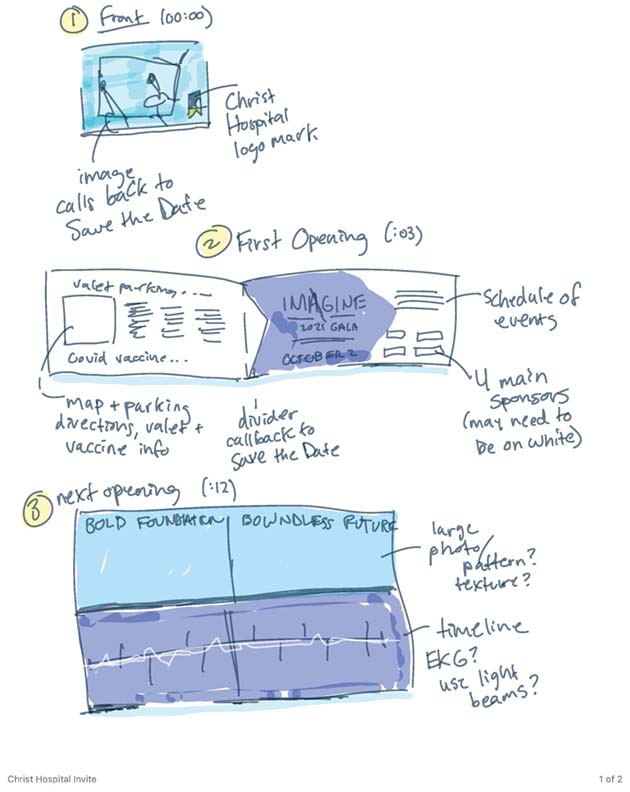 1 Front (00:00)
Christ
Hospital
logo mark
image
calls back to
Save the Date
2 First Opening (:03)
valet parking, ...
Covid vaccine...
IMAGINE
2021 GALA
OCTOBER 2
Schedule of
events
4 main
sponsors
(may need to
be on white)
map + parking
directions, valet +
vaccine info
divider
callback to
Save the Date
3 next opening (:12)
BOLD FOUNDATION
BOUNDLESS FUTURE
large
photo/
pattern?
texture?
timeline
EKG?
use light
beams?
Christ Hospital Invite
1 of 2